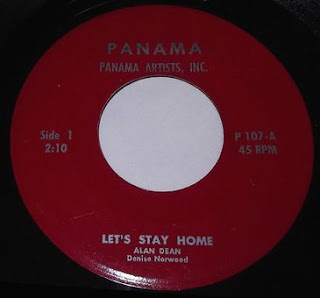 PANAMA
PANAMA ARTISTS, INC.
Side 1
2:10
P 107-A
45 RPM
LET'S STAY HOME
ALAN DEAN
Denise Norwood